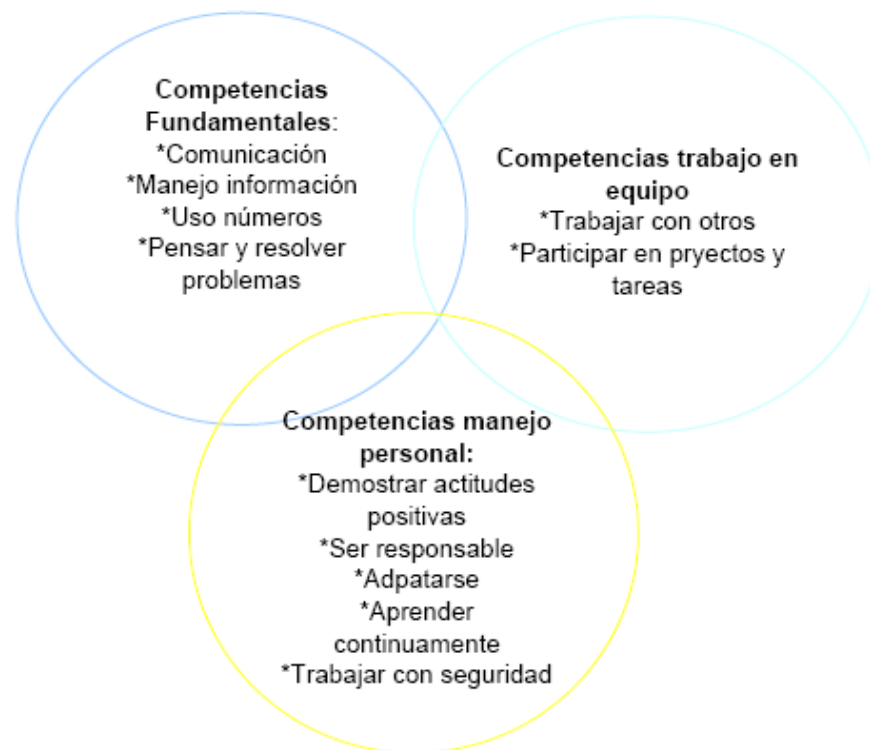 Competencias
Fundamentales:
*Comunicación
*Manejo información
*Uso números
*Pensar y resolver
problemas
Competencias trabajo en
equipo
*Trabajar con otros
*Participar en pryectos y
tareas
Competencias manejo
personal:
*Demostrar actitudes
positivas
*Ser responsable
*Adpatarse
*Aprender
continuamente
*Trabajar con seguridad